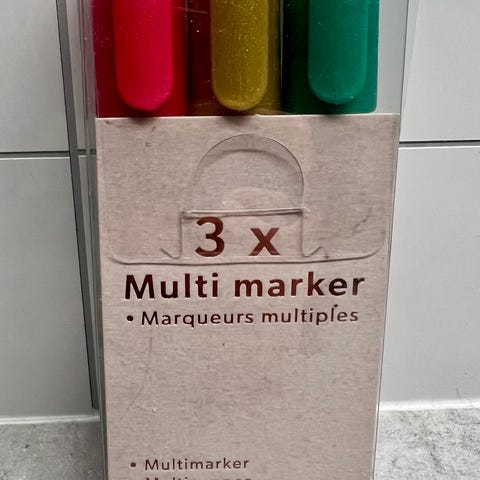 3 x
Multi marker
• Marqueurs multiples
• Multimarker